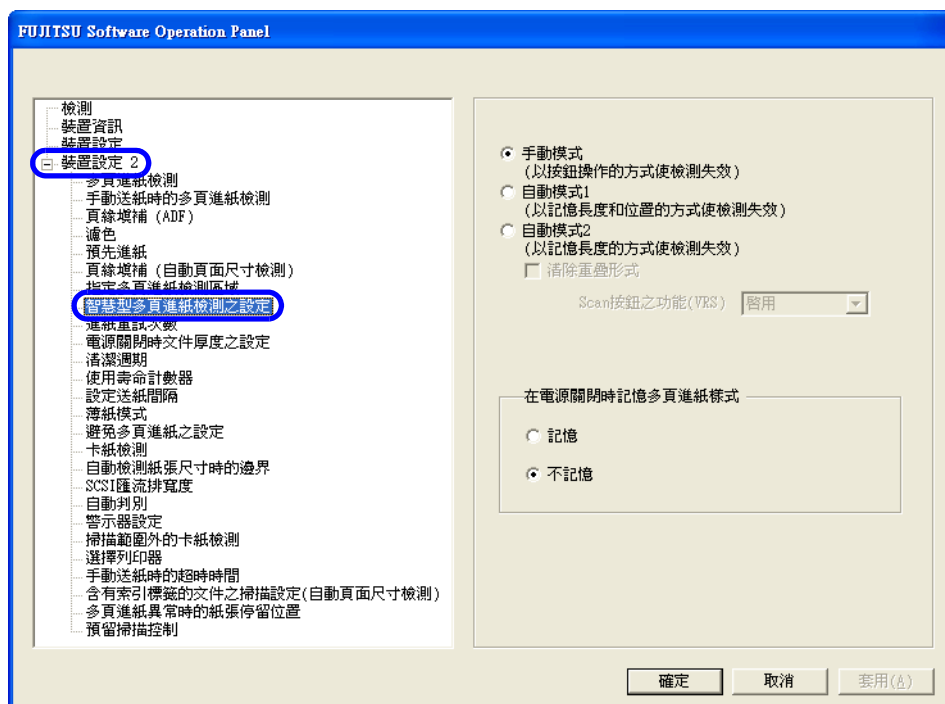 FUJITSU Software Operation Panel
檢測
裝置資訊
裝置設定
裝置設定 2
多頁進紙檢測
手動送紙時的多頁進紙檢測
頁緣增補 (ADF)
濾色
預先進紙
頁緣增補 (自動頁面尺寸檢測)
指定多頁進紙檢測區域
智慧型多頁進紙檢測之設定
進紙重試次數
電源關閉時文件厚度之設定
清潔週期
使用壽命計數器
設定送紙間隔
薄紙模式
避免多頁進紙之設定
卡紙檢測
自動檢測紙張尺寸時的邊界
SCSI匯流排寬度
自動判別
警示器設定
掃描範圍外的卡紙檢測
選擇列印器
手動送紙時的超時時間
含有索引標籤的文件之掃描設定(自動頁面尺寸檢測)
多頁進紙異常時的紙張停留位置
預留掃描控制
手動模式
(以按鈕操作的方式使檢測失效)
自動模式1
(以記憶長度和位置的方式使檢測失效)
自動模式2
(以記憶長度的方式使檢測失效)
清除重疊形式
Scan按鈕之功能(VRS) 啓用
在電源關閉時記憶多頁進紙樣式
記憶
不記憶
確定 取消 套用(A)